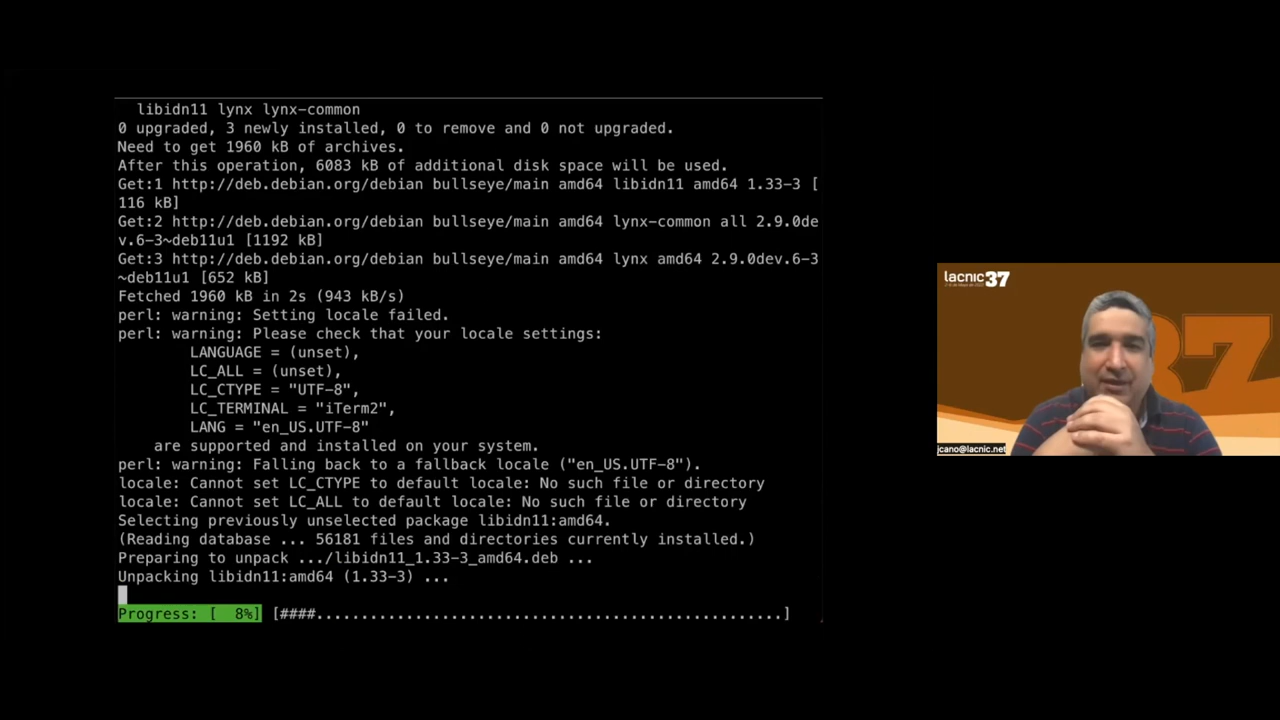 libidn11 lynx lynx-common
0 upgraded, 3 newly installed, 0 to remove and 0 not upgraded.
Need to get 1960 kB of archives.
After this operation, 6083 kB of additional disk space will be used.
Get:1 http://deb.debian.org/debian bullseye/main amd64 libidn11 amd64 1.33-3 [
116 kB]
Get:2 http://deb.debian.org/debian bullseye/main amd64 lynx-common all 2.9.0de
v.6-3~deb11u1 [1192 kB]
Get:3 http://deb.debian.org/debian bullseye/main amd64 lynx amd64 2.9.0dev.6-3
~deb11u1 [652 kB]
Fetched 1960 kB in 2s (943 kB/s)
perl: warning: Setting locale failed.
perl: warning: Please check that your locale settings:
LANGUAGE = (unset),
LC_ALL = (unset),
LC_CTYPE = "UTF-8",
LC_TERMINAL = "iTerm2",
LANG = "en_US.UTF-8"
are supported and installed on your system.
perl: warning: Falling back to a fallback locale ("en_US.UTF-8").
locale: Cannot set LC_CTYPE to default locale: No such file or directory
locale: Cannot set LC_ALL to default locale: No such file or directory
Selecting previously unselected package libidn11:amd64.
(Reading database ... 56181 files and directories currently installed.)
Preparing to unpack .../libidn11_1.33-3_amd64.deb ...
Unpacking libidn11:amd64 (1.33-3) ...
Progress: [  8%] [####....................................................]
lacnic37
37
jcano@lacnic.net